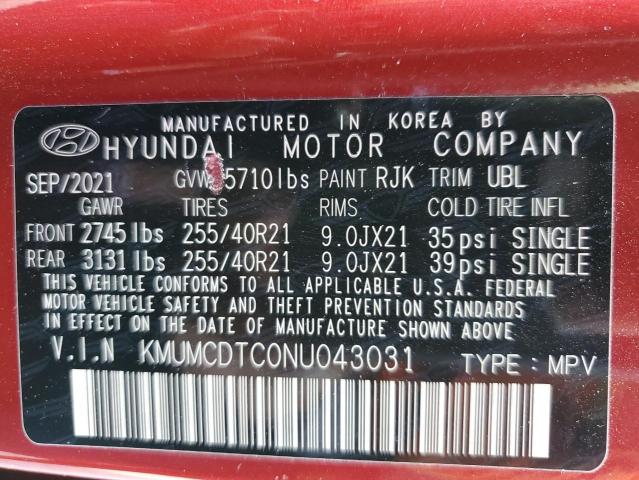 MANUFACTURED IN KOREA BY
HYUNDAI MOTOR COMPANY
SEP/2021 GVW 5710lbs PAINT RJK TRIM UBL
GAWR TIRES RIMS COLD TIRE INFL
FRONT 2745lbs 255/40R21 9.0JX21 35psi SINGLE
REAR 3131lbs 255/40R21 9.0JX21 39psi SINGLE
THIS VEHICLE CONFORMS TO ALL APPLICABLE U.S.A. FEDERAL
MOTOR VEHICLE SAFETY AND THEFT PREVENTION STANDARDS
IN EFFECT ON THE DATE OF MANUFACTURE SHOWN ABOVE.
V.I.N KMUMCDTC0NU043031 TYPE: MPV